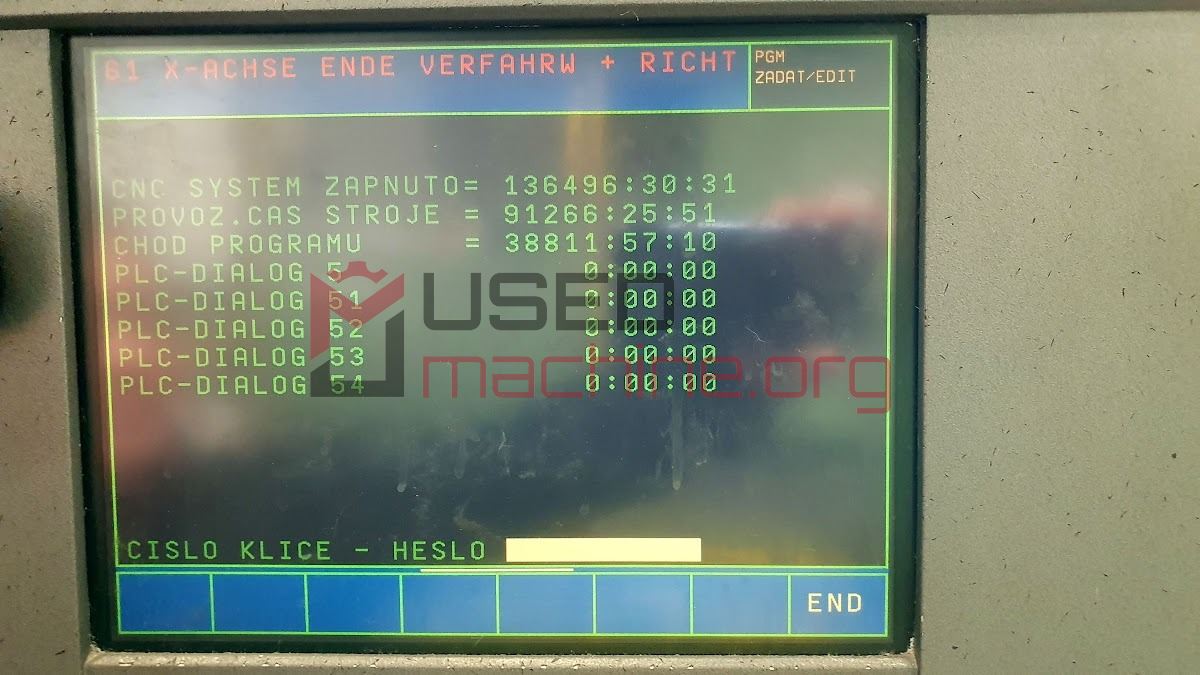 61 X-ACHSE ENDE VERFAHRW + RICHT
PGM
ZADAT/EDIT
CNC SYSTEM ZAPNUTO= 136496:30:31
PROVOZ.CAS STROJE = 91266:25:51
CHOD PROGRAMU = 38811:57:10
PLC-DIALOG 0:00:00
PLC-DIALOG 51 0:00:00
PLC-DIALOG 52 0:00:00
PLC-DIALOG 53 0:00:00
PLC-DIALOG 54 0:00:00
USED
machine.org
CISLO KLICE - HESLO
END